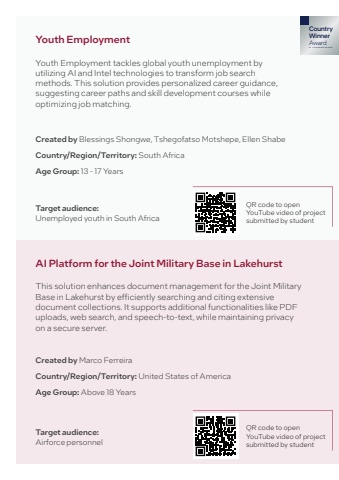 Country
Winner
Award
Youth Employment
Youth Employment tackles global youth unemployment by
utilizing AI and Intel technologies to transform job search
methods. This solution provides personalized career guidance,
suggesting career paths and skill development courses while
optimizing job matching.
Created by Blessings Shongwe, Tshegofatso Motshepe, Ellen Shabe
Country/Region/Territory: South Africa
Age Group: 13 - 17 Years
Target audience:
Unemployed youth in South Africa
QR code to open
YouTube video of project
submitted by student
AI Platform for the Joint Military Base in Lakehurst
This solution enhances document management for the Joint Military
Base in Lakehurst by efficiently searching and citing extensive
document collections. It supports additional functionalities like PDF
uploads, web search, and speech-to-text, while maintaining privacy
on a secure server.
Created by Marco Ferreira
Country/Region/Territory: United States of America
Age Group: Above 18 Years
Target audience:
Airforce personnel
QR code to open
YouTube video of project
submitted by student